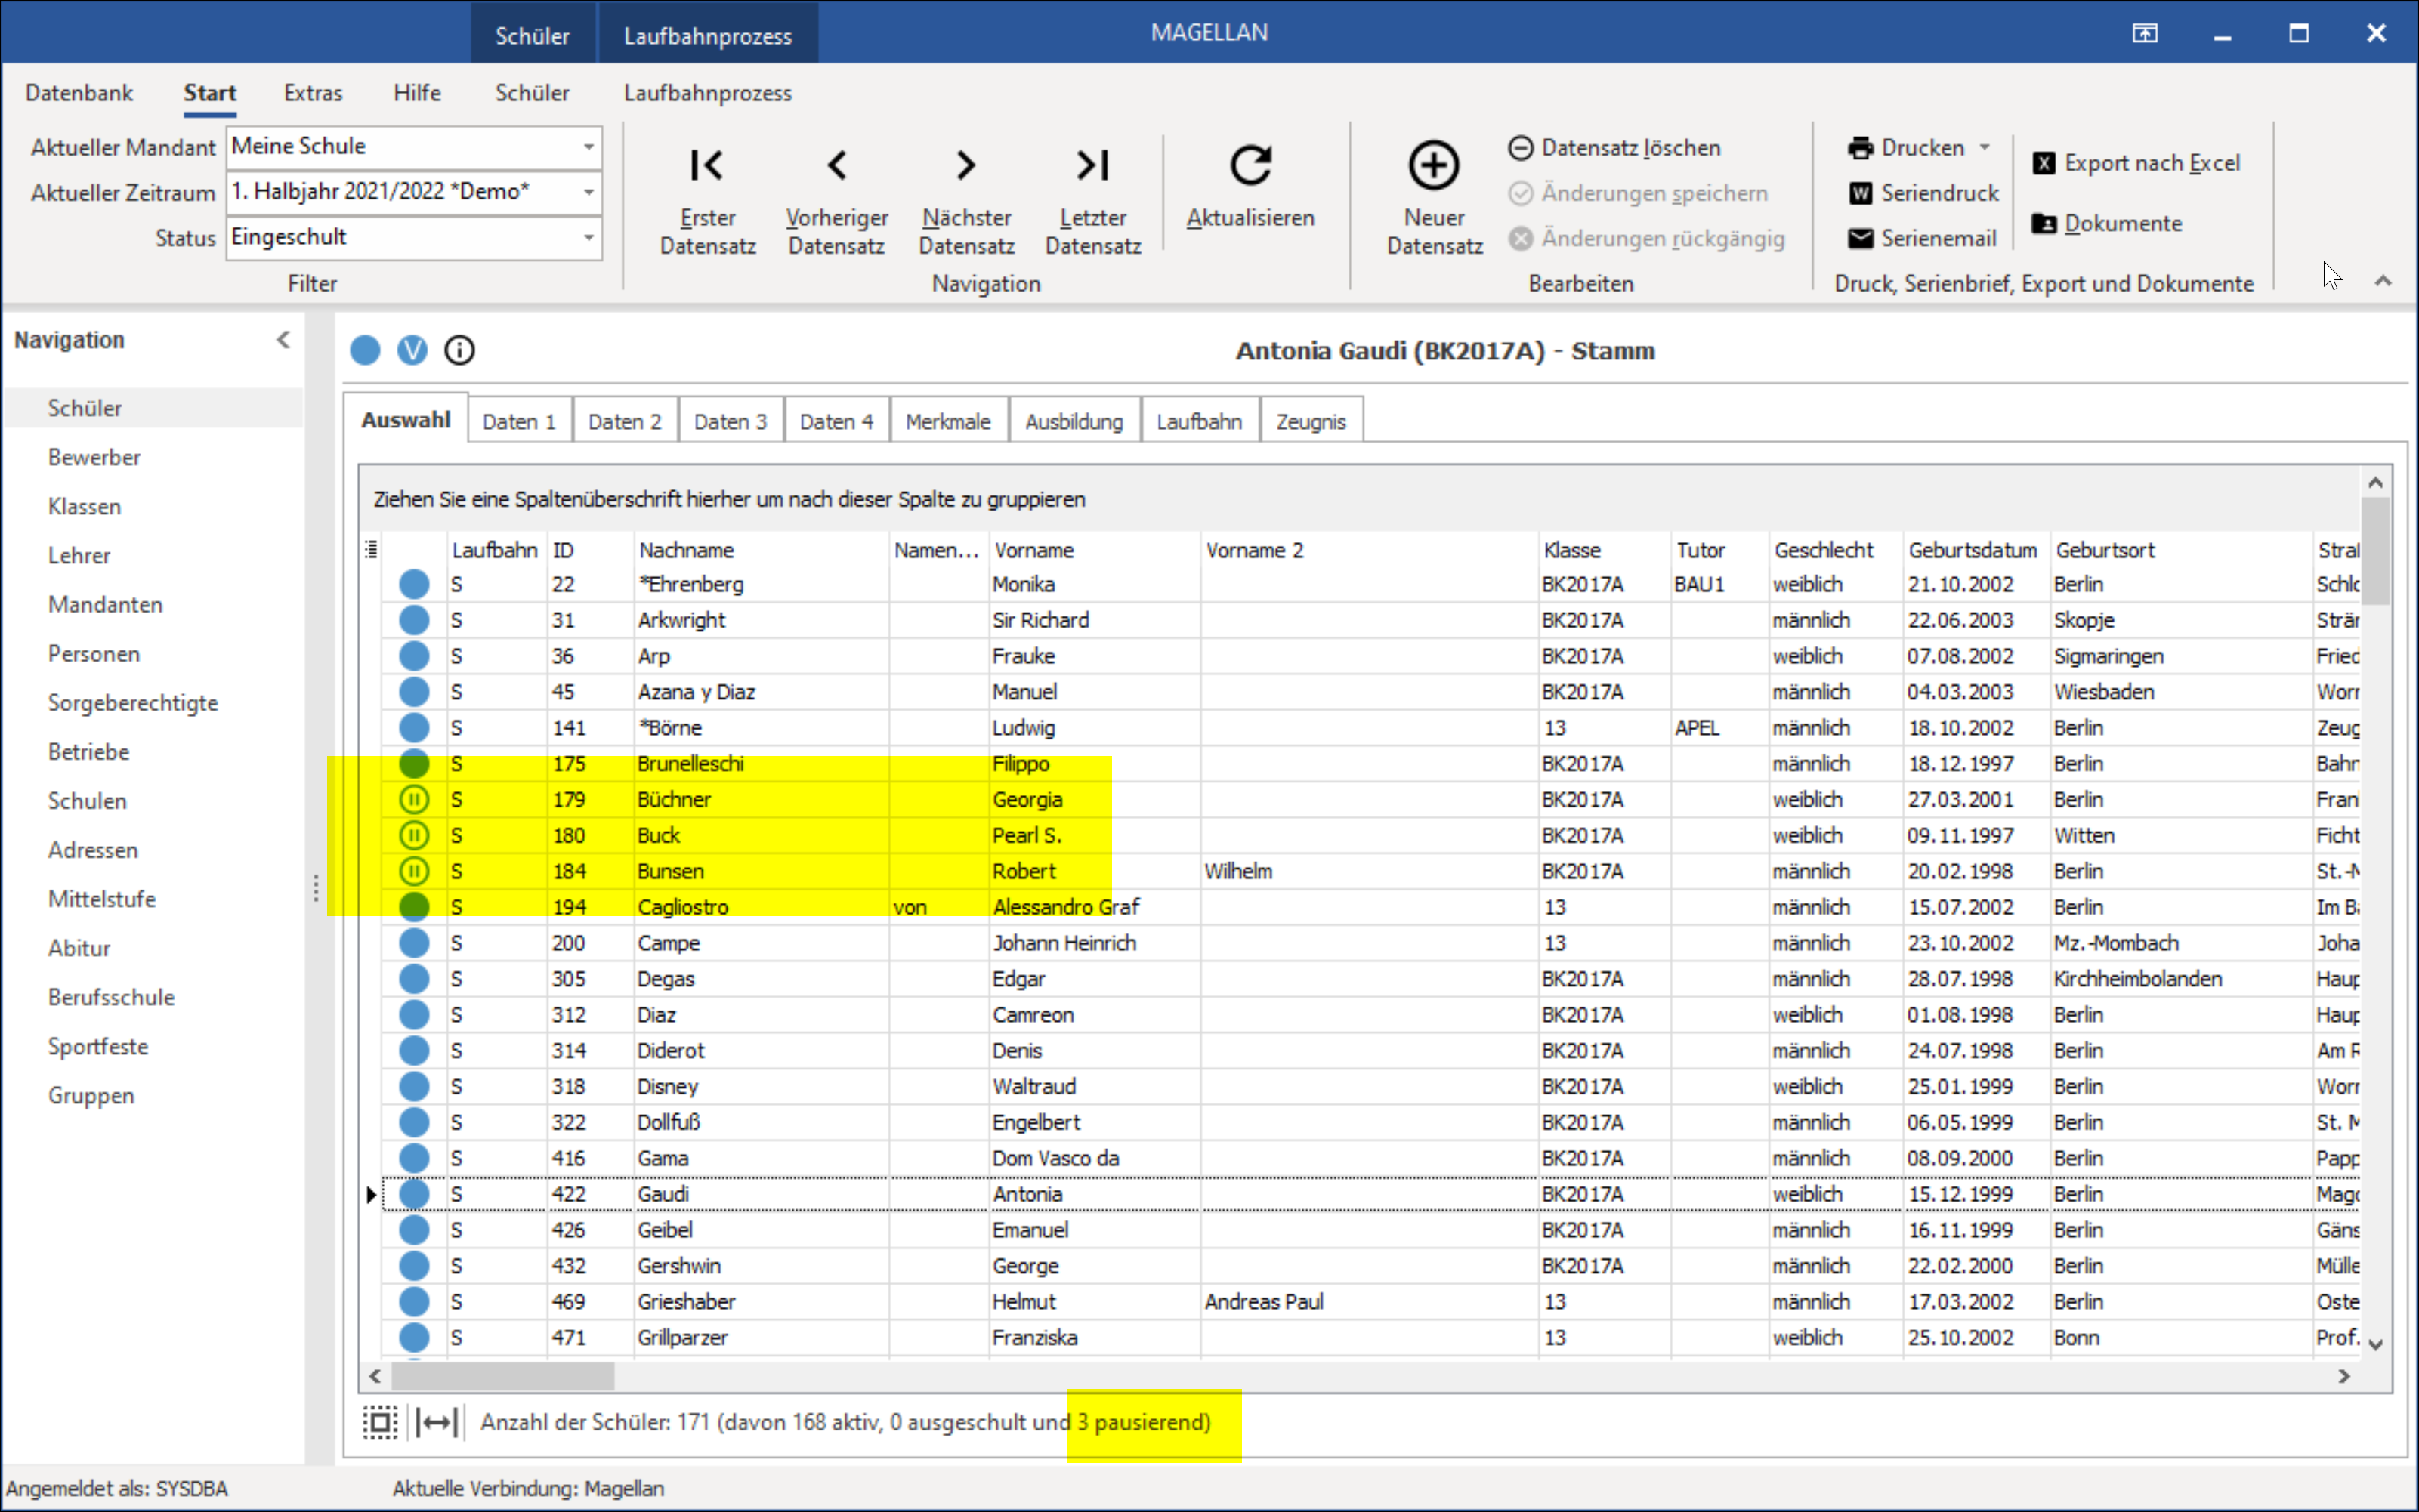 Schüler Laufbahnprozess MAGELLAN
Datenbank Start Extras Hilfe Schüler Laufbahnprozess
Aktueller Mandant Meine Schule
Aktueller Zeitraum 1. Halbjahr 2021/2022 *Demo*
Status Eingeschult
Filter
Erster Datensatz
Vorheriger Datensatz
Nächster Datensatz
Letzter Datensatz
Aktualisieren
Navigation
Neuer Datensatz
Datensatz löschen
Änderungen speichern
Änderungen rückgängig
Bearbeiten
Drucken
Seriendruck
Serienemail
Export nach Excel
Dokumente
Druck, Serienbrief, Export und Dokumente
Navigation
Schüler
Bewerber
Klassen
Lehrer
Mandanten
Personen
Sorgeberechtigte
Betriebe
Schulen
Adressen
Mittelstufe
Abitur
Berufsschule
Sportfeste
Gruppen
V
Antonia Gaudi (BK2017A) - Stamm
Auswahl Daten 1 Daten 2 Daten 3 Daten 4 Merkmale Ausbildung Laufbahn Zeugnis
Ziehen Sie eine Spaltenüberschrift hierher um nach dieser Spalte zu gruppieren
Laufbahn ID Nachname Namen... Vorname Vorname 2 Klasse Tutor Geschlecht Geburtsdatum Geburtsort Straß
S 22 *Ehrenberg Monika BK2017A BAU1 weiblich 21.10.2002 Berlin Schlo
S 31 Arkwright Sir Richard BK2017A männlich 22.06.2003 Skopje Strän
S 36 Arp Frauke BK2017A weiblich 07.08.2002 Sigmaringen Fried
S 45 Azana y Diaz Manuel BK2017A männlich 04.03.2003 Wiesbaden Worm
S 141 *Börne Ludwig 13 APEL männlich 18.10.2002 Berlin Zeug
S 175 Brunelleschi Filippo BK2017A männlich 18.12.1997 Berlin Bahn
S 179 Büchner Georgia BK2017A weiblich 27.03.2001 Berlin Fran
S 180 Buck Pearl S. BK2017A weiblich 09.11.1997 Witten Ficht
S 184 Bunsen Robert Wilhelm BK2017A männlich 20.02.1998 Berlin St.-M
S 194 Cagliostro von Alessandro Graf 13 männlich 15.07.2002 Berlin Im Ba
S 200 Campe Johann Heinrich 13 männlich 23.10.2002 Mz.-Mombach Joha
S 305 Degas Edgar BK2017A männlich 28.07.1998 Kirchheimbolanden Haup
S 312 Diaz Camreon BK2017A weiblich 01.08.1998 Berlin Haup
S 314 Diderot Denis BK2017A männlich 24.07.1998 Berlin Am R
S 318 Disney Waltraud BK2017A weiblich 25.01.1999 Berlin Worm
S 322 Dollfuß Engelbert BK2017A männlich 06.05.1999 Berlin St. M
S 416 Gama Dom Vasco da BK2017A männlich 08.09.2000 Berlin Papp
S 422 Gaudi Antonia BK2017A weiblich 15.12.1999 Berlin Magd
S 426 Geibel Emanuel BK2017A männlich 16.11.1999 Berlin Gäns
S 432 Gershwin George BK2017A männlich 22.02.2000 Berlin Mülle
S 469 Grieshaber Helmut Andreas Paul 13 männlich 17.03.2002 Berlin Oste
S 471 Grillparzer Franziska 13 weiblich 25.10.2002 Bonn Prof.
Anzahl der Schüler: 171 (davon 168 aktiv, 0 ausgeschult und 3 pausierend)
Angemeldet als: SYSDBA Aktuelle Verbindung: Magellan